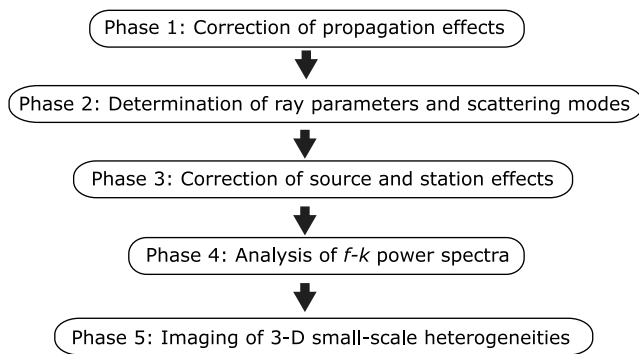 Phase 1: Correction of propagation effects
Phase 2: Determination of ray parameters and scattering modes
Phase 3: Correction of source and station effects
Phase 4: Analysis of f-k power spectra
Phase 5: Imaging of 3-D small-scale heterogeneities